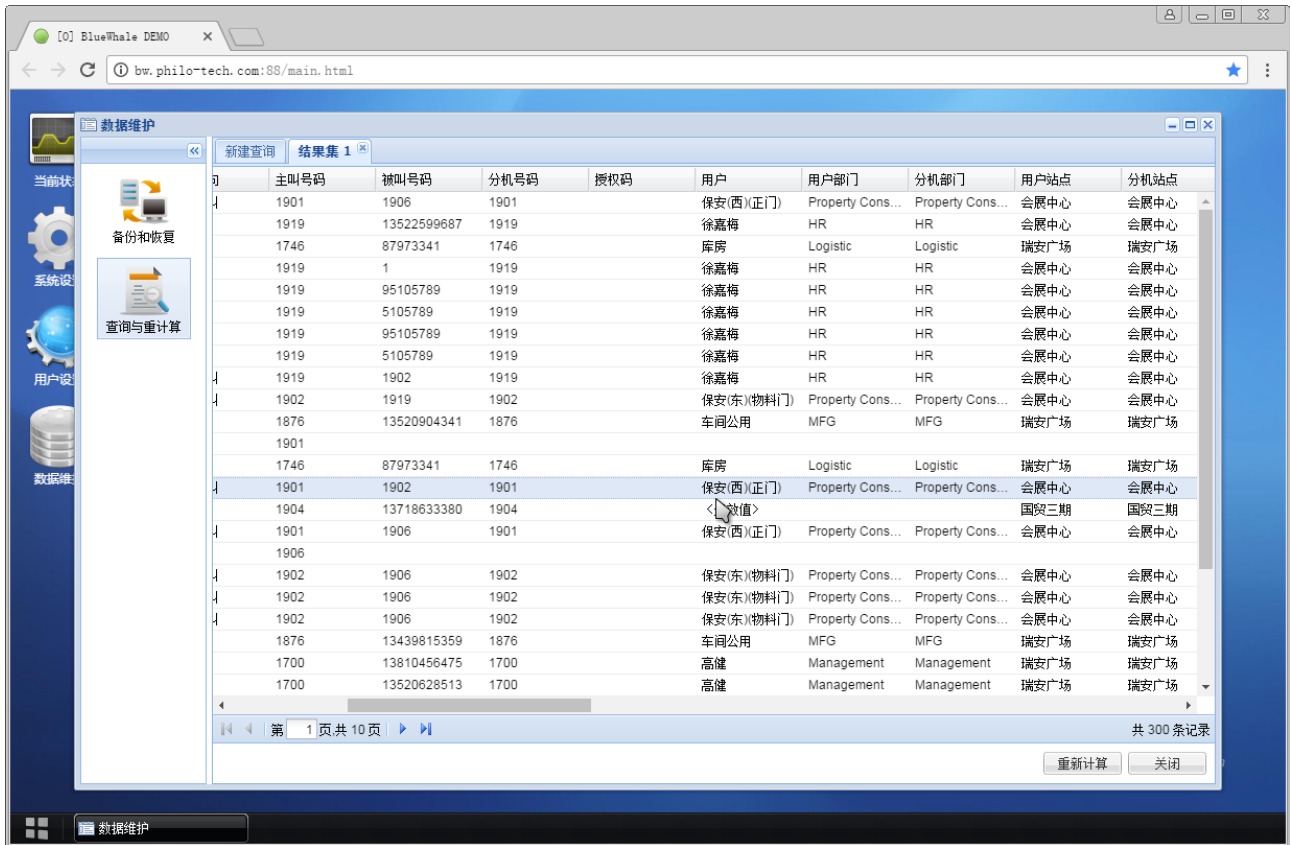 [0] BlueWhale DEMO
bw.philo-tech.com:88/main.html
数据维护
新建查询 结果集 1
当前状
系统设
用户设
数据维
备份和恢复
查询与重计算
主叫号码 被叫号码 分机号码 授权码 用户 用户部门 分机部门 用户站点 分机站点
1901 1906 1901 保安(西)(正门) Property Cons... Property Cons... 会展中心 会展中心
1919 13522599687 1919 徐嘉梅 HR HR 会展中心 会展中心
1746 87973341 1746 库房 Logistic Logistic 瑞安广场 瑞安广场
1919 1 1919 徐嘉梅 HR HR 会展中心 会展中心
1919 95105789 1919 徐嘉梅 HR HR 会展中心 会展中心
1919 5105789 1919 徐嘉梅 HR HR 会展中心 会展中心
1919 95105789 1919 徐嘉梅 HR HR 会展中心 会展中心
1919 5105789 1919 徐嘉梅 HR HR 会展中心 会展中心
1919 1902 1919 徐嘉梅 HR HR 会展中心 会展中心
1902 1919 1902 保安(东)(物料门) Property Cons... Property Cons... 会展中心 会展中心
1876 13520904341 1876 车间公用 MFG MFG 瑞安广场 瑞安广场
1901
1746 87973341 1746 库房 Logistic Logistic 瑞安广场 瑞安广场
1901 1902 1901 保安(西)(正门) Property Cons... Property Cons... 会展中心 会展中心
1904 13718633380 1904 < 效值> 国贸三期 国贸三期
1901 1906 1901 保安(西)(正门) Property Cons... Property Cons... 会展中心 会展中心
1906
1902 1906 1902 保安(东)(物料门) Property Cons... Property Cons... 会展中心 会展中心
1902 1906 1902 保安(东)(物料门) Property Cons... Property Cons... 会展中心 会展中心
1902 1906 1902 保安(东)(物料门) Property Cons... Property Cons... 会展中心 会展中心
1876 13439815359 1876 车间公用 MFG MFG 瑞安广场 瑞安广场
1700 13810456475 1700 高健 Management Management 瑞安广场 瑞安广场
1700 13520628513 1700 高健 Management Management 瑞安广场 瑞安广场
第 1 页,共 10 页 共 300 条记录
重新计算 关闭
数据维护